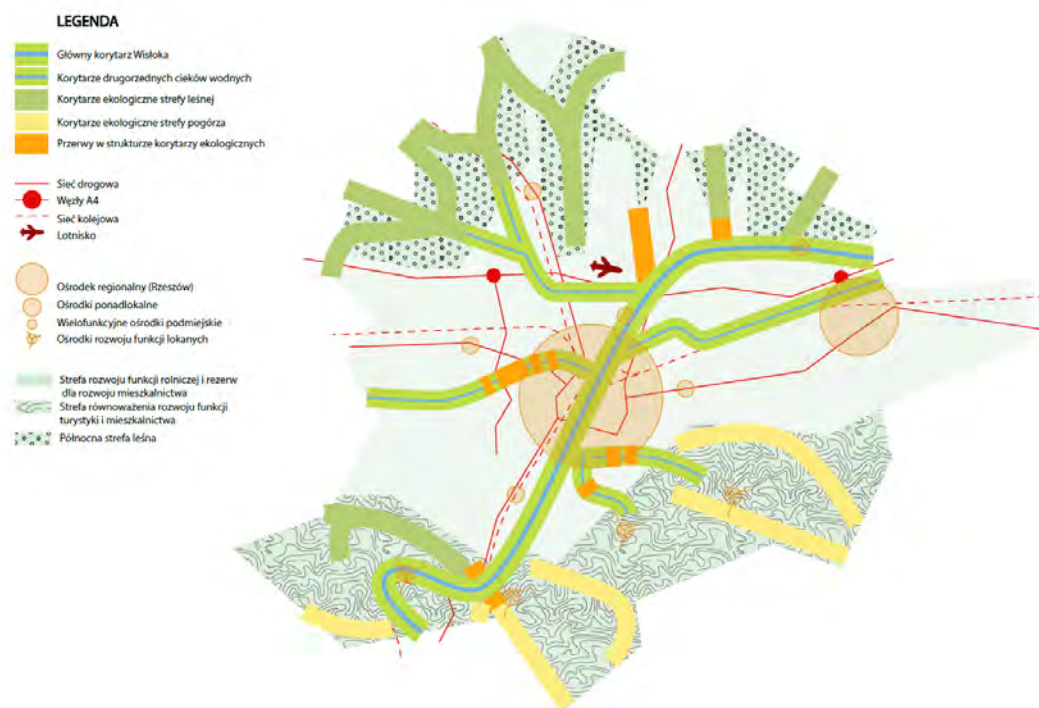 LEGENDA
Główny korytarz Wisłoka
Korytarze drugorzędnych cieków wodnych
Korytarze ekologiczne strefy leśnej
Korytarze ekologiczne strefy pogórza
Przerwy w strukturze korytarzy ekologicznych
Sieć drogowa
Węzły A4
Sieć kolejowa
Lotnisko
Ośrodek regionalny (Rzeszów)
Ośrodki ponadlokalne
Wielofunkcyjne ośrodki podmiejskie
Ośrodki rozwoju funkcji lokanych
Strefa rozwoju funkcji rolniczej i rezerw
dla rozwoju mieszkalnictwa
Strefa równoważenia rozwoju funkcji
turystyki i mieszkalnictwa
Północna strefa leśna